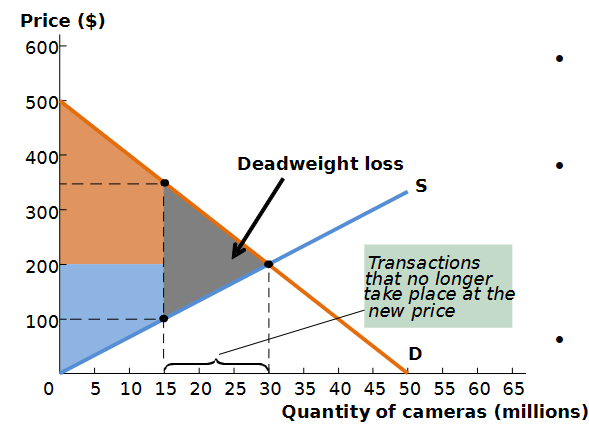 Price ($)
600
500
400
300
200
100
Deadweight loss
S
Transactions
that no longer
take place at the
new price
D
0 5 10 15 20 25 30 35 40 45 50 55 60 65
Quantity of cameras (millions)